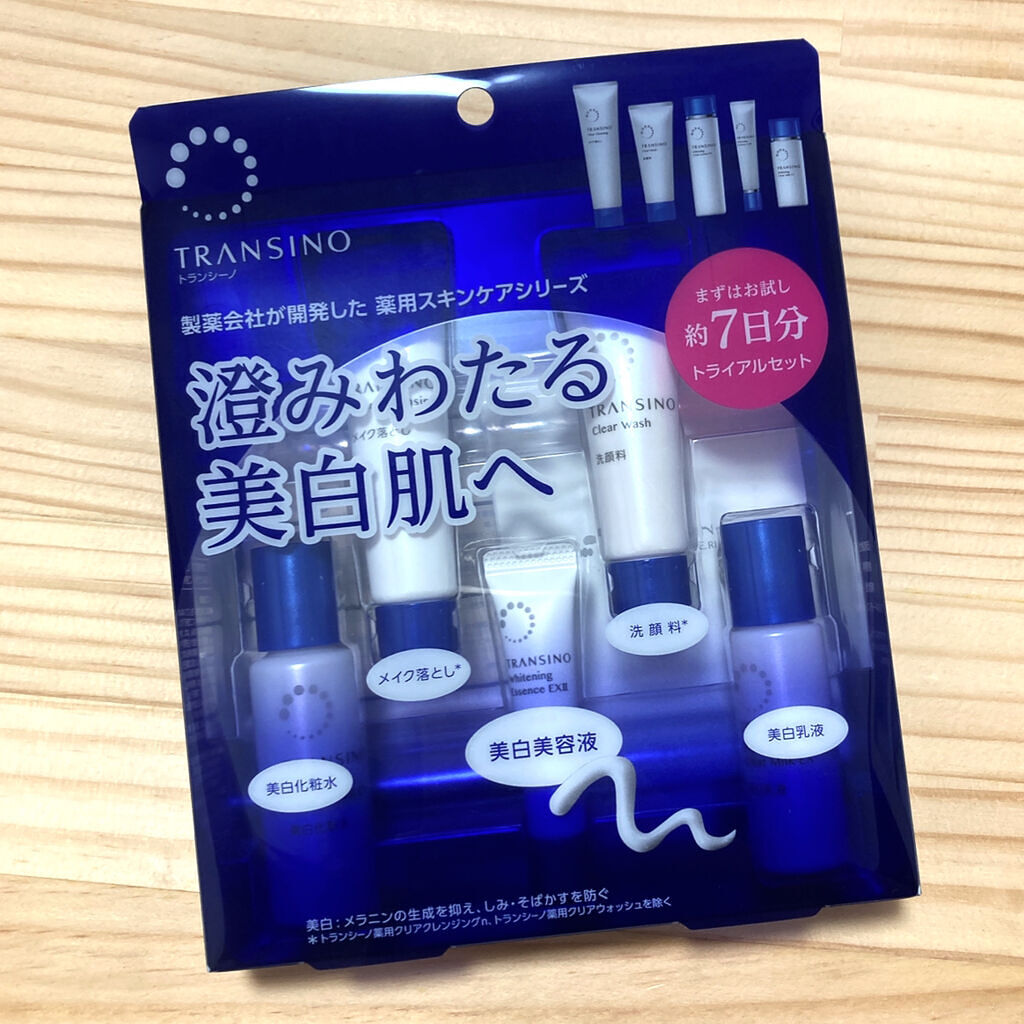 TRANSINO
トランシーノ
製薬会社が開発した 薬用スキンケアシリーズ
まずはお試し
約7日分
トライアルセット
澄みわたる
美白肌へ
メイク落とし
TRANSINO
Clear Wash
洗顔料
メイク落とし*
洗顔料*
TRANSINO
Whitening
Essence EXII
美白美容液
美白乳液
美白化粧水
美白:メラニンの生成を抑え、しみ・そばかすを防ぐ
*トランシーノ薬用クリアクレンジングn、トランシーノ薬用クリアウォッシュを除く